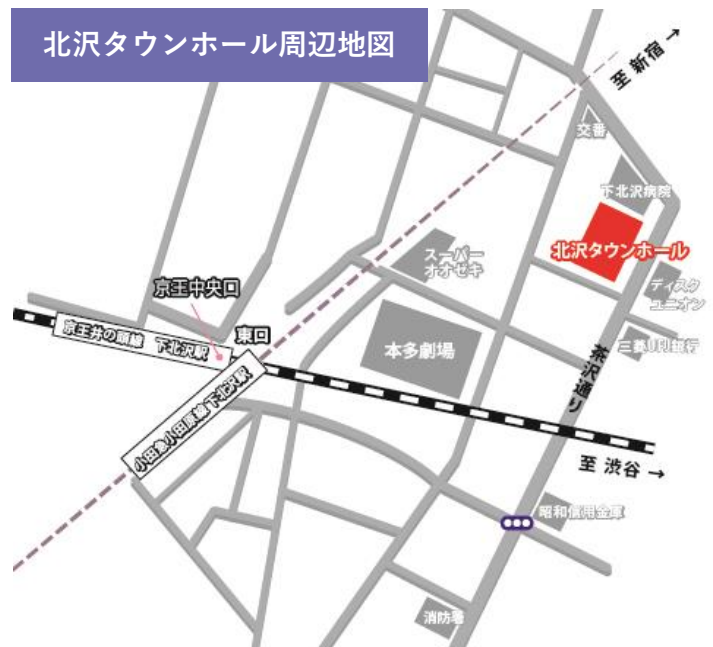 北沢タウンホール周辺地図
至 新宿 →
交番
下北沢病院
北沢タウンホール
スーパー
オオゼキ
ディスク
ユニオン
京王中央口
東口
京王井の頭線 下北沢駅
本多劇場
三菱UFJ銀行
茶沢通り
小田急小田原線下北沢駅
至 渋谷 →
昭和信用金庫
消防署